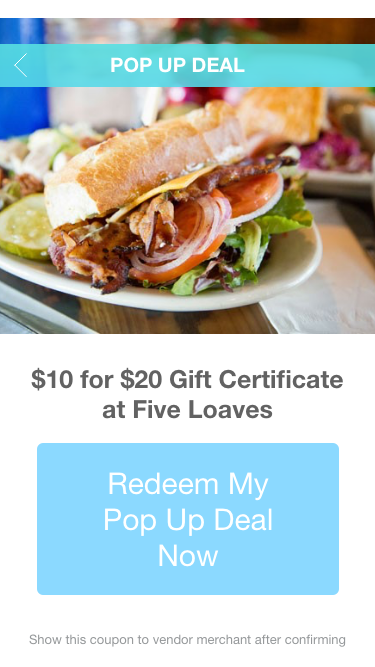 POP UP DEAL
$10 for $20 Gift Certificate
at Five Loaves
Redeem My
Pop Up Deal
Now
Show this coupon to vendor merchant after confirming